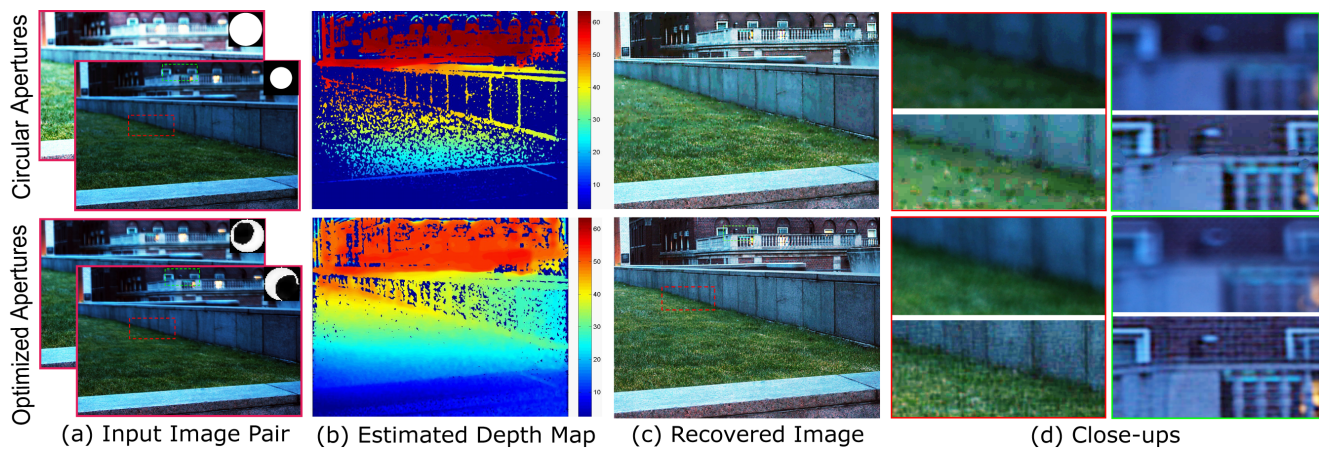 Circular Apertures
60
50
40
30
20
10
Optimized Apertures
60
50
40
30
20
10
(a) Input Image Pair
(b) Estimated Depth Map
(c) Recovered Image
(d) Close-ups